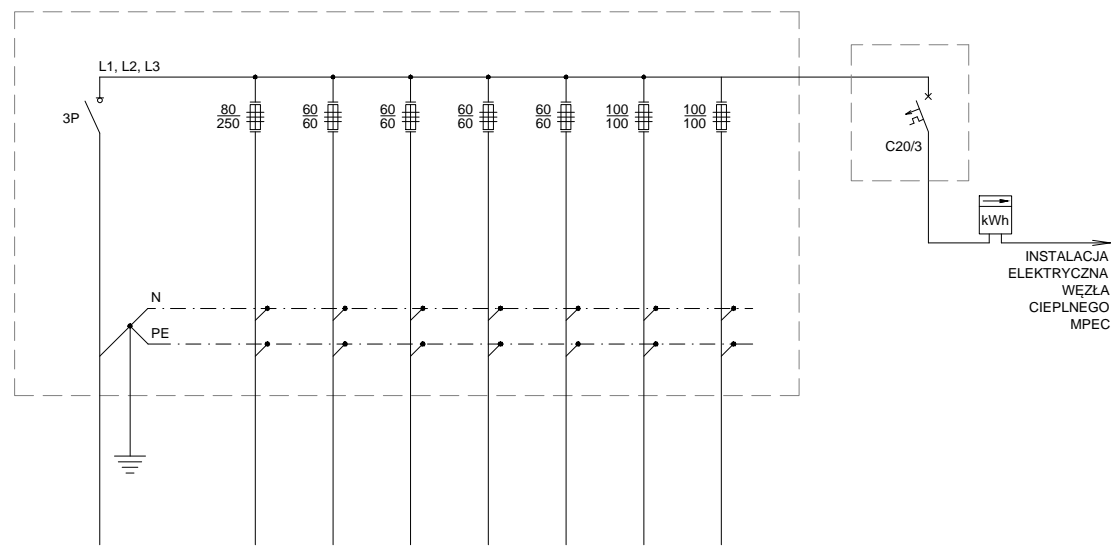 L1, L2, L3
3P
80
250
60
60
60
60
60
60
60
60
100
100
100
100
C20/3
kWh
INSTALACJA
ELEKTRYCZNA
WĘZŁA
CIEPLNEGO
MPEC
N
PE